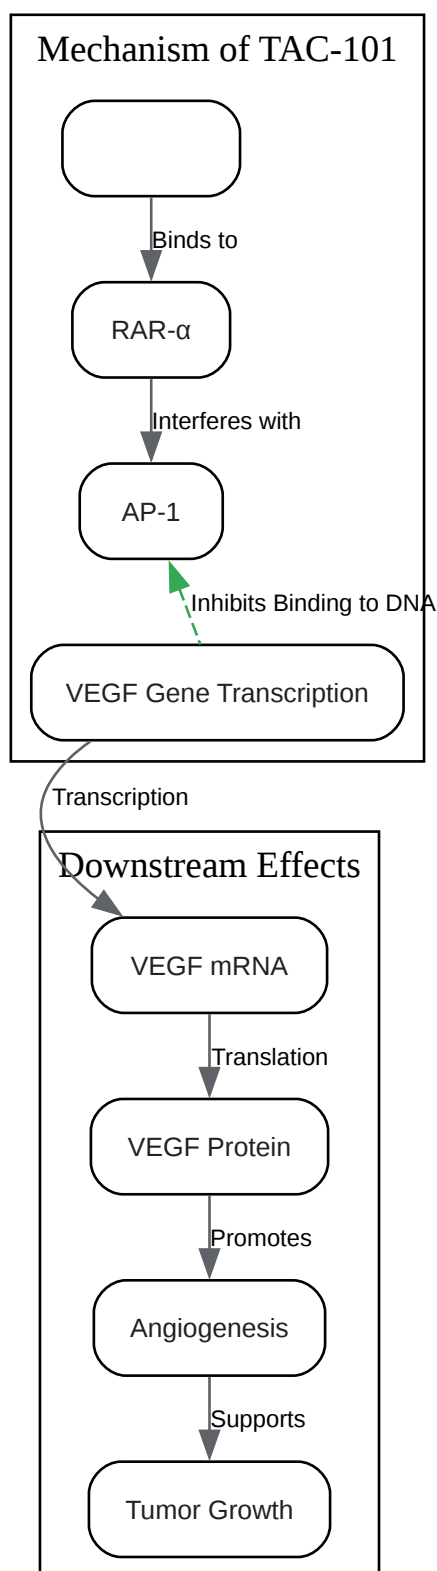 Mechanism of TAC-101
Binds to
RAR-α
Interferes with
AP-1
Inhibits Binding to DNA
VEGF Gene Transcription
Transcription
Downstream Effects
VEGF mRNA
Translation
VEGF Protein
Promotes
Angiogenesis
Supports
Tumor Growth